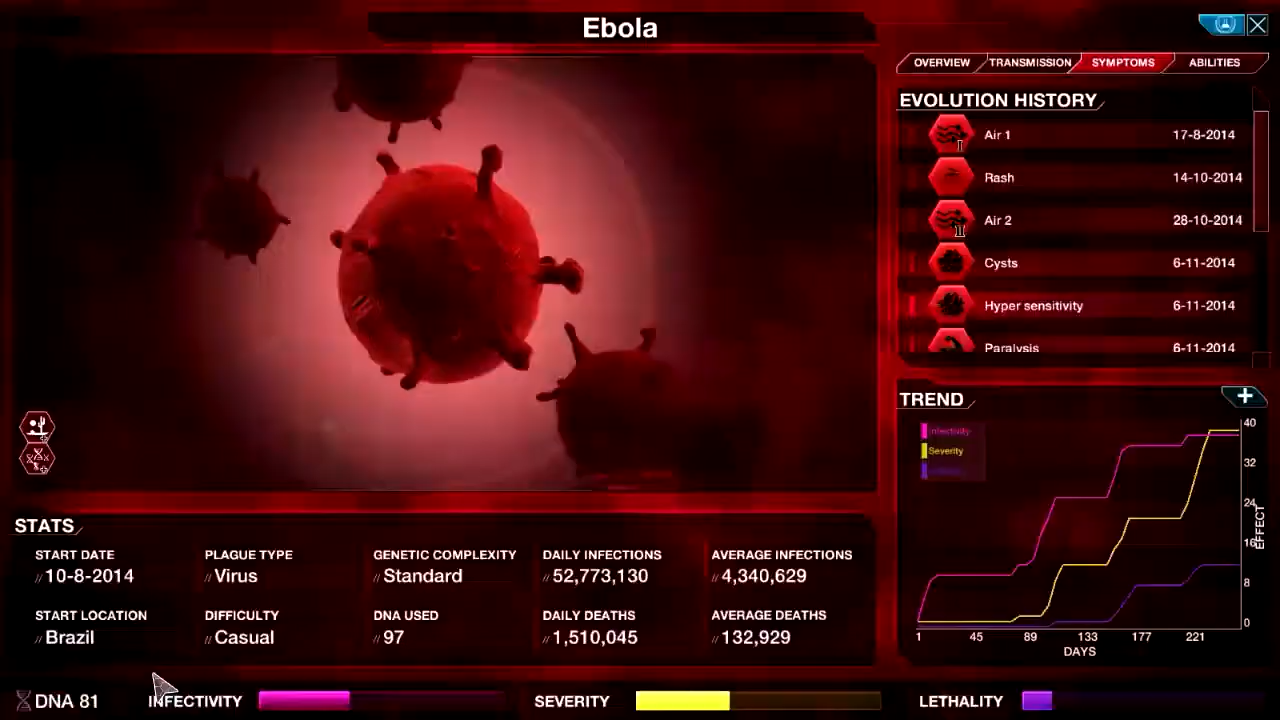 Ebola
OVERVIEW TRANSMISSION SYMPTOMS ABILITIES
EVOLUTION HISTORY
Air 1 17-8-2014
I
Rash 14-10-2014
Air 2 28-10-2014
II
Cysts 6-11-2014
Hyper sensitivity 6-11-2014
Paralysis 6-11-2014
TREND
+
Infectivity
Severity
40
32
24
16
8
0
EFFECT
1 45 89 133 177 221
DAYS
STATS
START DATE PLAGUE TYPE GENETIC COMPLEXITY DAILY INFECTIONS AVERAGE INFECTIONS
// 10-8-2014 // Virus // Standard // 52,773,130 // 4,340,629
START LOCATION DIFFICULTY DNA USED DAILY DEATHS AVERAGE DEATHS
// Brazil // Casual // 97 // 1,510,045 // 132,929
DNA 81 INFECTIVITY SEVERITY LETHALITY